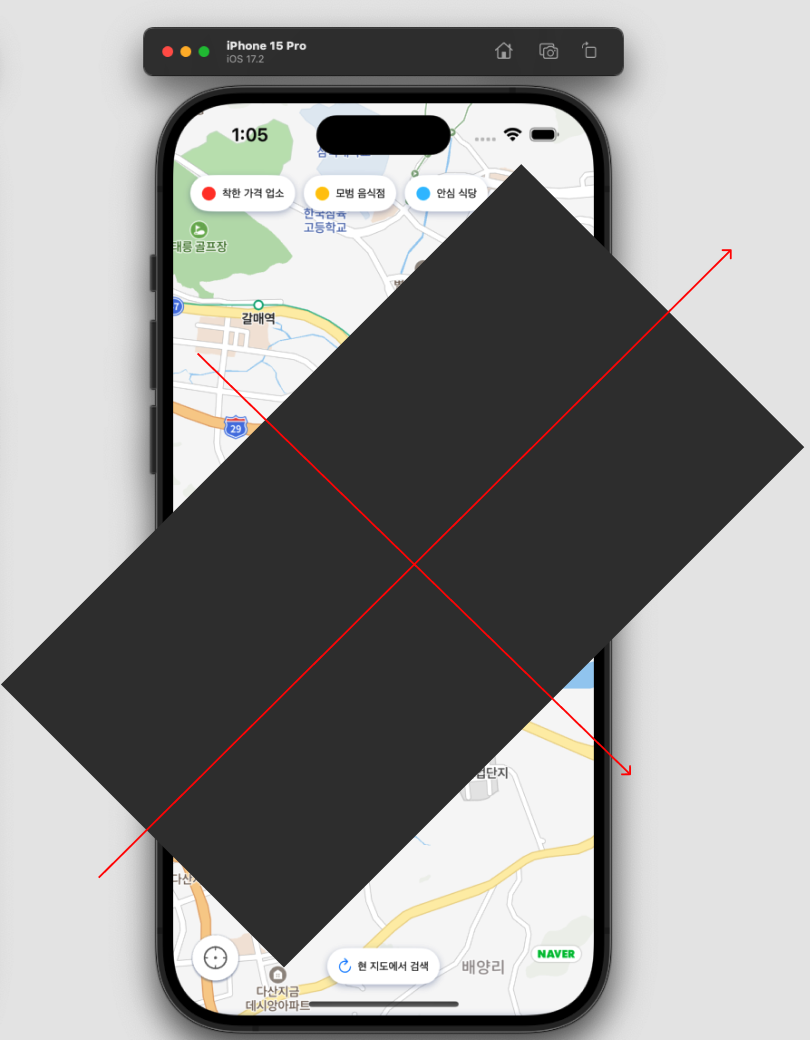 iPhone 15 Pro
iOS 17.2
1:05
착한 가격 업소
모범 음식점
안심 식당
한국삼육
고등학교
태릉 골프장
7
갈매역
29
업단지
다산
NAVER
현 지도에서 검색
배양리
다산지금
데시앙아파트